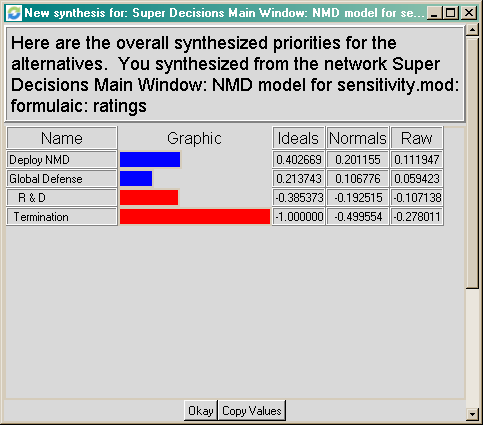 New synthesis for: Super Decisions Main Window: NMD model for se...
Here are the overall synthesized priorities for the
alternatives. You synthesized from the network Super
Decisions Main Window: NMD model for sensitivity.mod:
formulaic: ratings
Name Graphic Ideals Normals Raw
Deploy NMD 0.402669 0.201155 0.111947
Global Defense 0.213743 0.106776 0.059423
R & D -0.385373 -0.192515 -0.107138
Termination -1.000000 -0.499554 -0.278011
Okay Copy Values